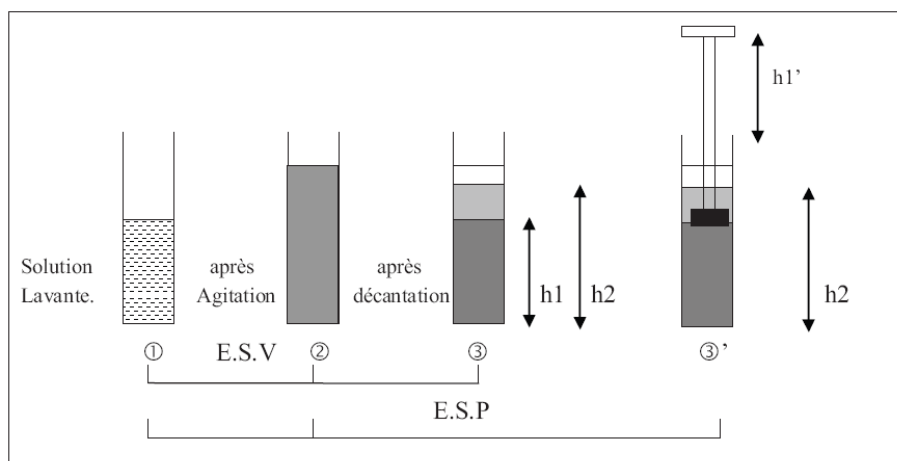 h1’
Solution
Lavante.
après
Agitation
après
décantation
h1
h2
h2
① E.S.V ② ③ ③’
E.S.P